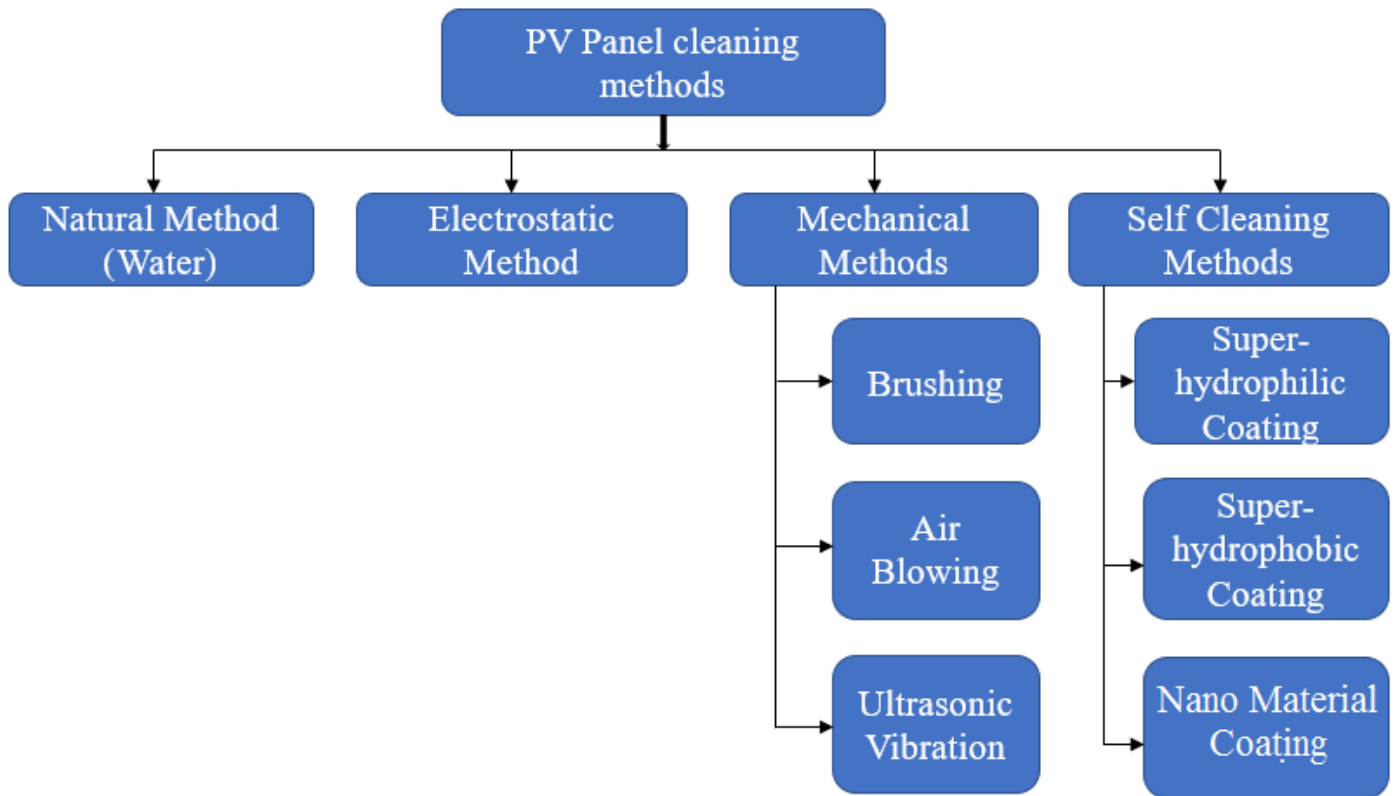 PV Panel cleaning
methods
Natural Method
(Water)
Electrostatic
Method
Mechanical
Methods
Self Cleaning
Methods
Brushing
Air
Blowing
Ultrasonic
Vibration
Super-
hydrophilic
Coating
Super-
hydrophobic
Coating
Nano Material
Coating